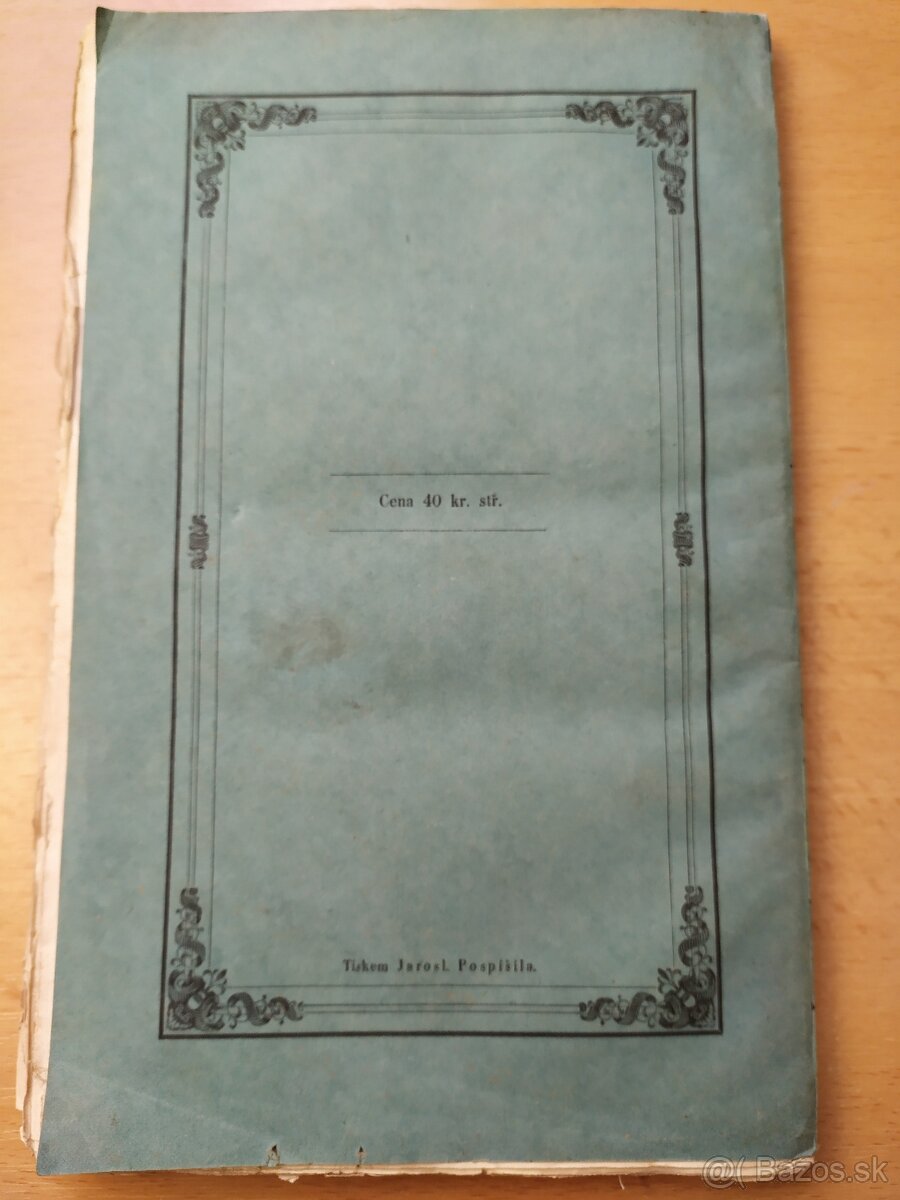 Cena 40 kr. stř.
Tiskem Jarosl. Pospíšila.
@( Bazos.sk